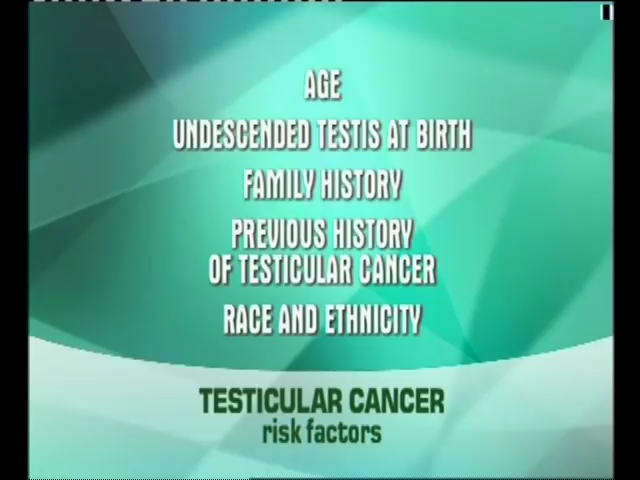 AGE
UNDESCENDED TESTIS AT BIRTH
FAMILY HISTORY
PREVIOUS HISTORY
OF TESTICULAR CANCER
RACE AND ETHNICITY
TESTICULAR CANCER
risk factors